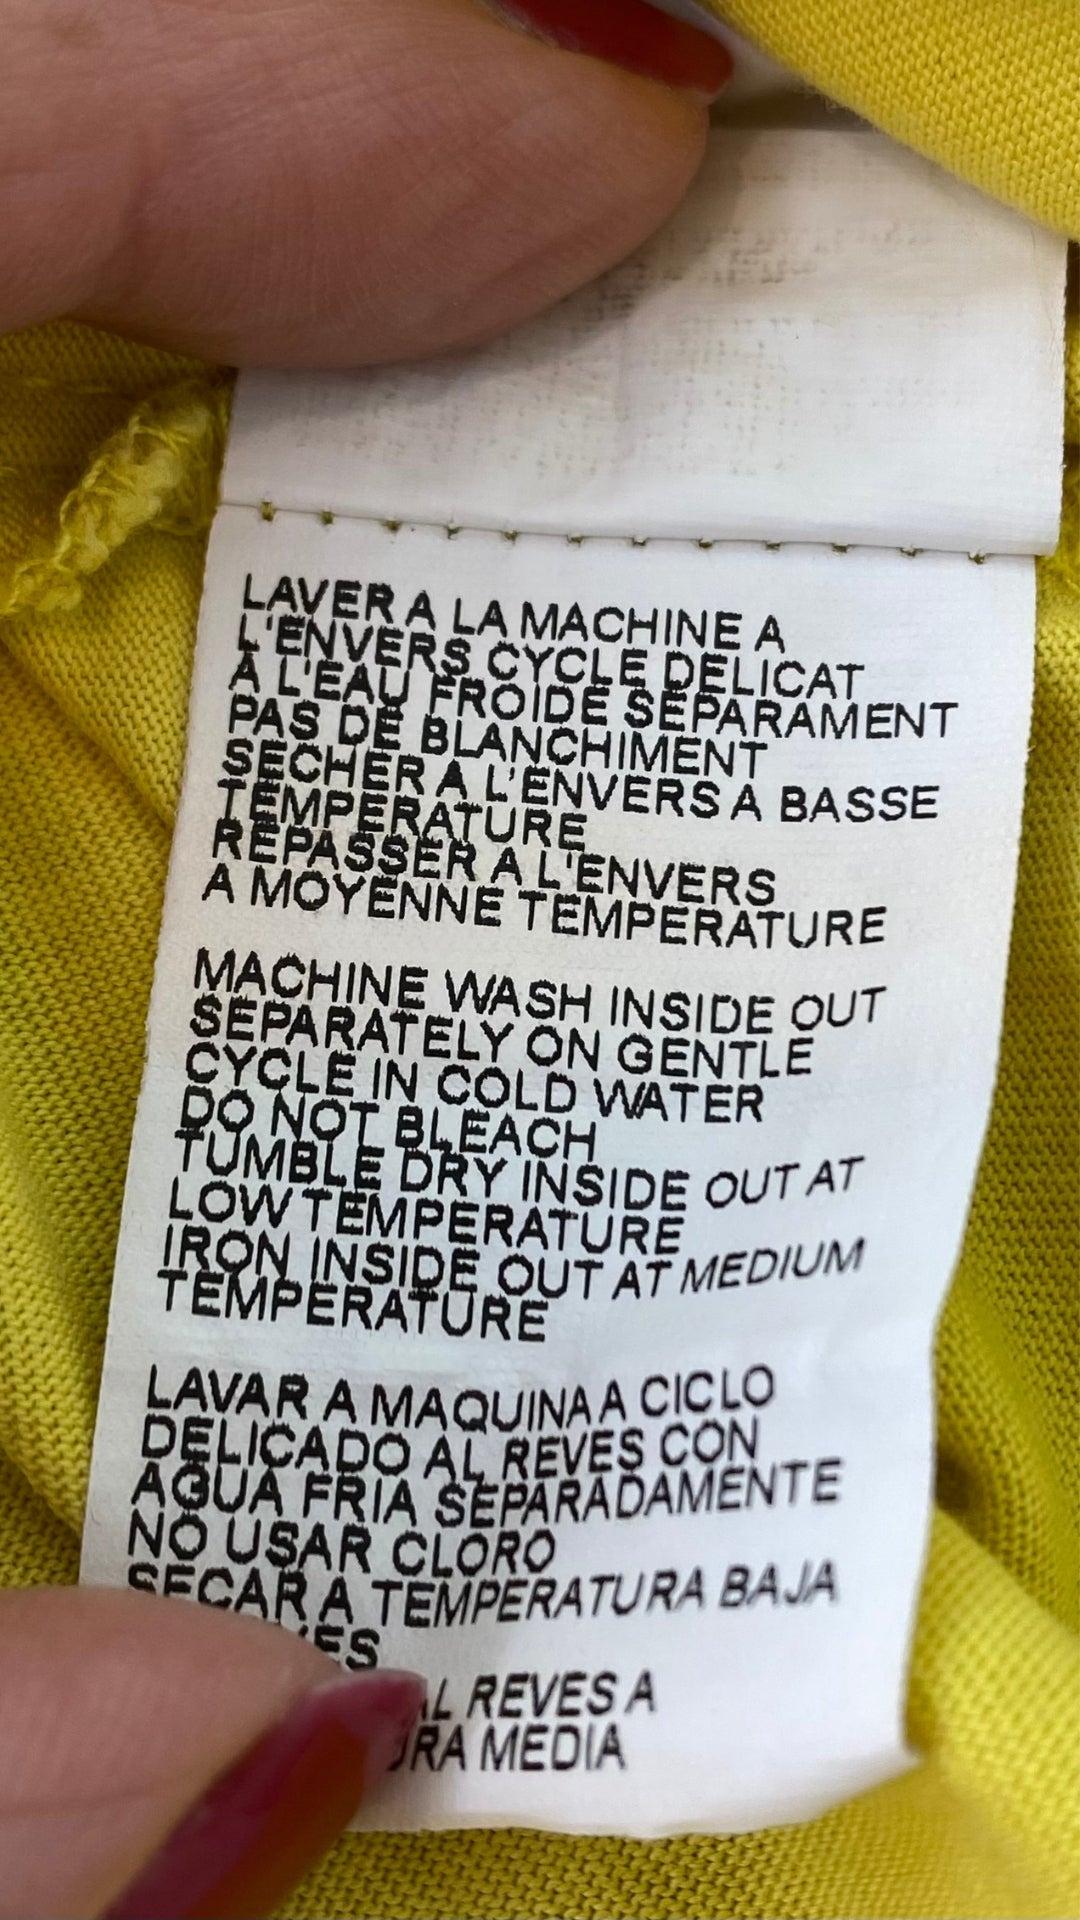 LAVER A LA MACHINE A
L'ENVERS CYCLE DELICAT
A L'EAU FROIDE SEPARAMENT
PAS DE BLANCHIMENT
SECHER A L'ENVERS A BASSE
TEMPERATURE
REPASSER A L'ENVERS
A MOYENNE TEMPERATURE
MACHINE WASH INSIDE OUT
SEPARATELY ON GENTLE
CYCLE IN COLD WATER
DO NOT BLEACH
TUMBLE DRY INSIDE OUT AT
LOW TEMPERATURE
IRON INSIDE OUT AT MEDIUM
TEMPERATURE
LAVAR A MAQUINA A CICLO
DELICADO AL REVES CON
AGUA FRIA SEPARADAMENTE
NO USAR CLORO
SECAR A TEMPERATURA BAJA
AL REVES A
MEDIA